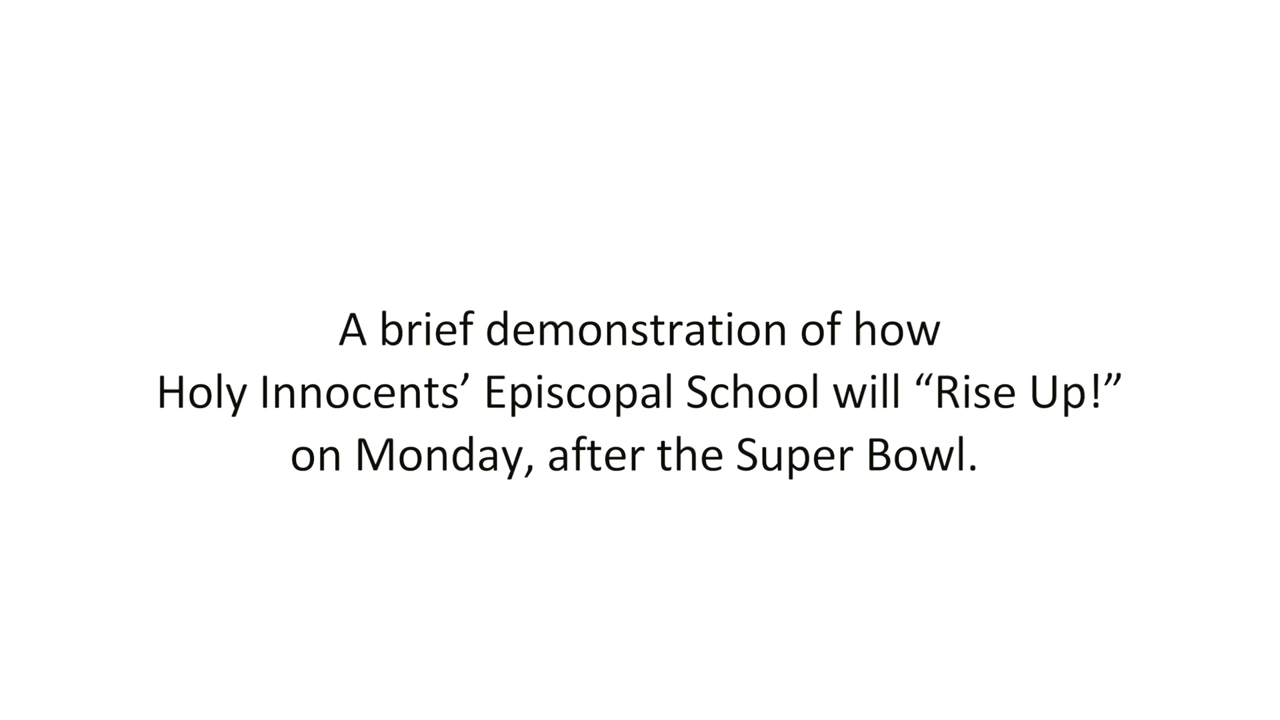 A brief demonstration of how
Holy Innocents’ Episcopal School will “Rise Up!”
on Monday, after the Super Bowl.